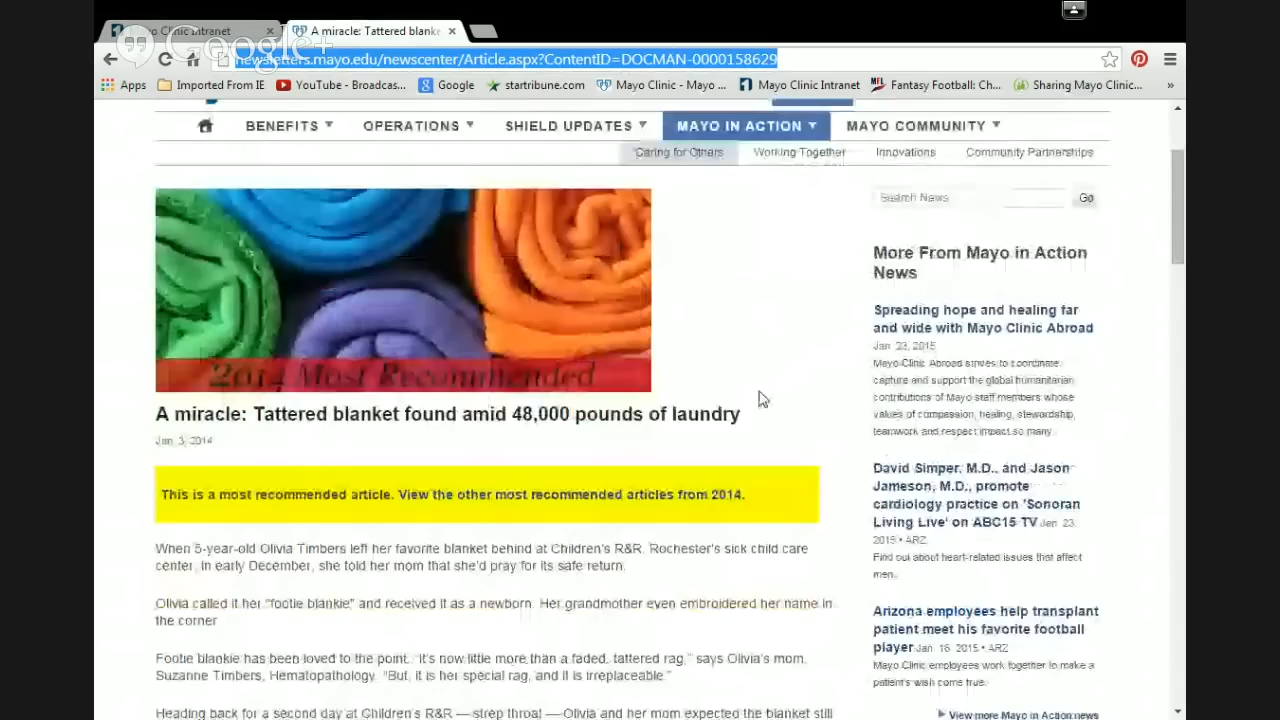 yo Clinic Intranet
A miracle: Tattered blanke
Google+
newsletters.mayo.edu/newscenter/Article.aspx?ContentID=DOCMAN-0000158629
Apps Imported From IE YouTube - Broadcas... Google startribune.com Mayo Clinic - Mayo ... Mayo Clinic Intranet Fantasy Football: Ch... Sharing Mayo Clinic... »
BENEFITS OPERATIONS SHIELD UPDATES MAYO IN ACTION MAYO COMMUNITY
Caring for Others Working Together Innovations Community Partnerships
Search News Go
2014 Most Recommended
A miracle: Tattered blanket found amid 48,000 pounds of laundry
Jan. 3, 2014
This is a most recommended article. View the other most recommended articles from 2014.
When 5-year-old Olivia Timbers left her favorite blanket behind at Children's R&R, Rochester's sick child care
center, in early December, she told her mom that she'd pray for its safe return.
Olivia called it her "footie blankie" and received it as a newborn. Her grandmother even embroidered her name in
the corner
Footie blankie has been loved to the point. "It's now little more than a faded, tattered rag," says Olivia's mom,
Suzanne Timbers, Hematopathology. "But, it is her special rag, and it is irreplaceable."
Heading back for a second day at Children's R&R — strep throat — Olivia and her mom expected the blanket still
More From Mayo in Action
News
Spreading hope and healing far
and wide with Mayo Clinic Abroad
Jan. 23, 2015
Mayo Clinic Abroad strives to coordinate,
capture and support the global humanitarian
contributions of Mayo staff members whose
values of compassion, healing, stewardship,
teamwork and respect impact so many.
David Simper, M.D., and Jason
Jameson, M.D., promote
cardiology practice on 'Sonoran
Living Live' on ABC15 TV Jan. 23,
2015 • ARZ
Find out about heart-related issues that affect
men.
Arizona employees help transplant
patient meet his favorite football
player Jan. 16, 2015 • ARZ
Mayo Clinic employees work together to make a
patient's wish come true.
View more Mayo in Action news